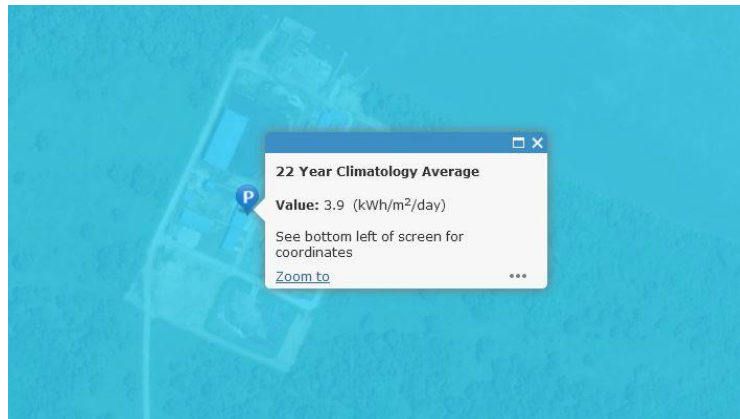 22 Year Climatology Average
Value: 3.9 (kWh/m²/day)
P
See bottom left of screen for
coordinates
Zoom to